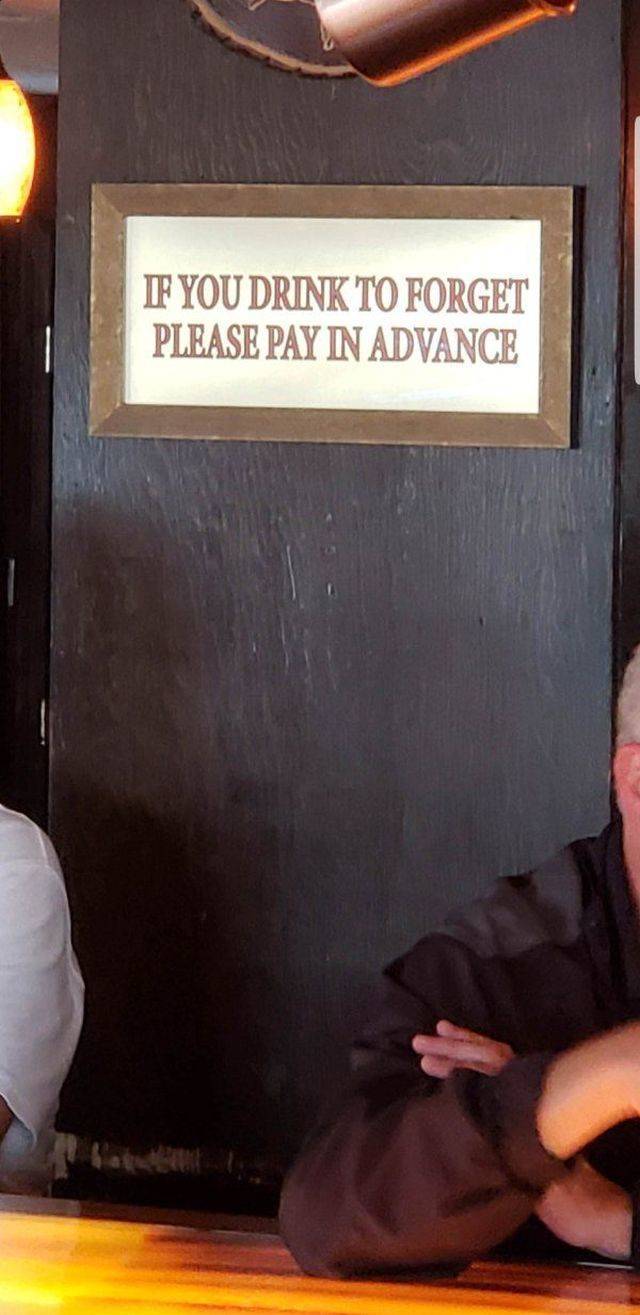 IF YOU DRINK TO FORGET
PLEASE PAY IN ADVANCE